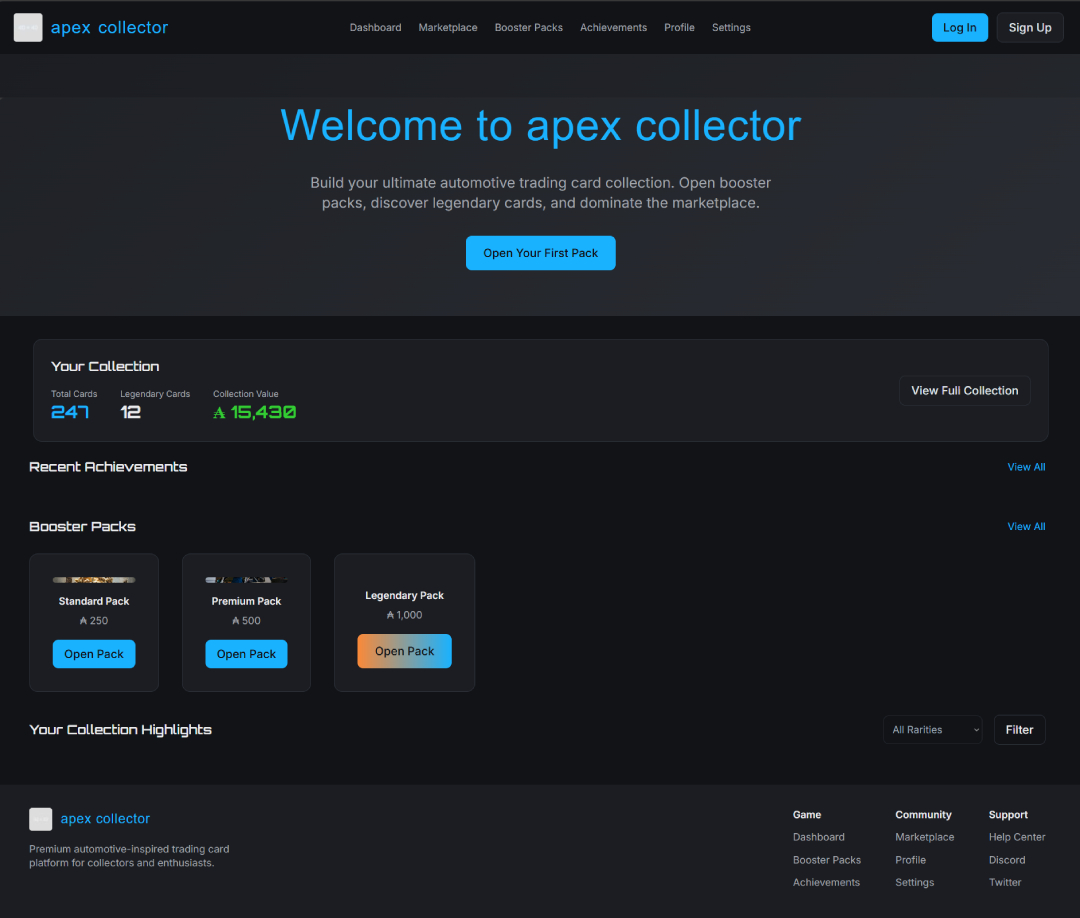 apex collector
Dashboard Marketplace Booster Packs Achievements Profile Settings
Log In Sign Up
Welcome to apex collector
Build your ultimate automotive trading card collection. Open booster
packs, discover legendary cards, and dominate the marketplace.
Open Your First Pack
Your Collection
Total Cards Legendary Cards Collection Value
247 12 ₳ 15,430
View Full Collection
Recent Achievements View All
Booster Packs View All
Standard Pack
₳ 250
Open Pack
Premium Pack
₳ 500
Open Pack
Legendary Pack
₳ 1,000
Open Pack
Your Collection Highlights
All Rarities Filter
apex collector
Premium automotive-inspired trading card
platform for collectors and enthusiasts.
Game
Dashboard
Booster Packs
Achievements
Community
Marketplace
Profile
Settings
Support
Help Center
Discord
Twitter